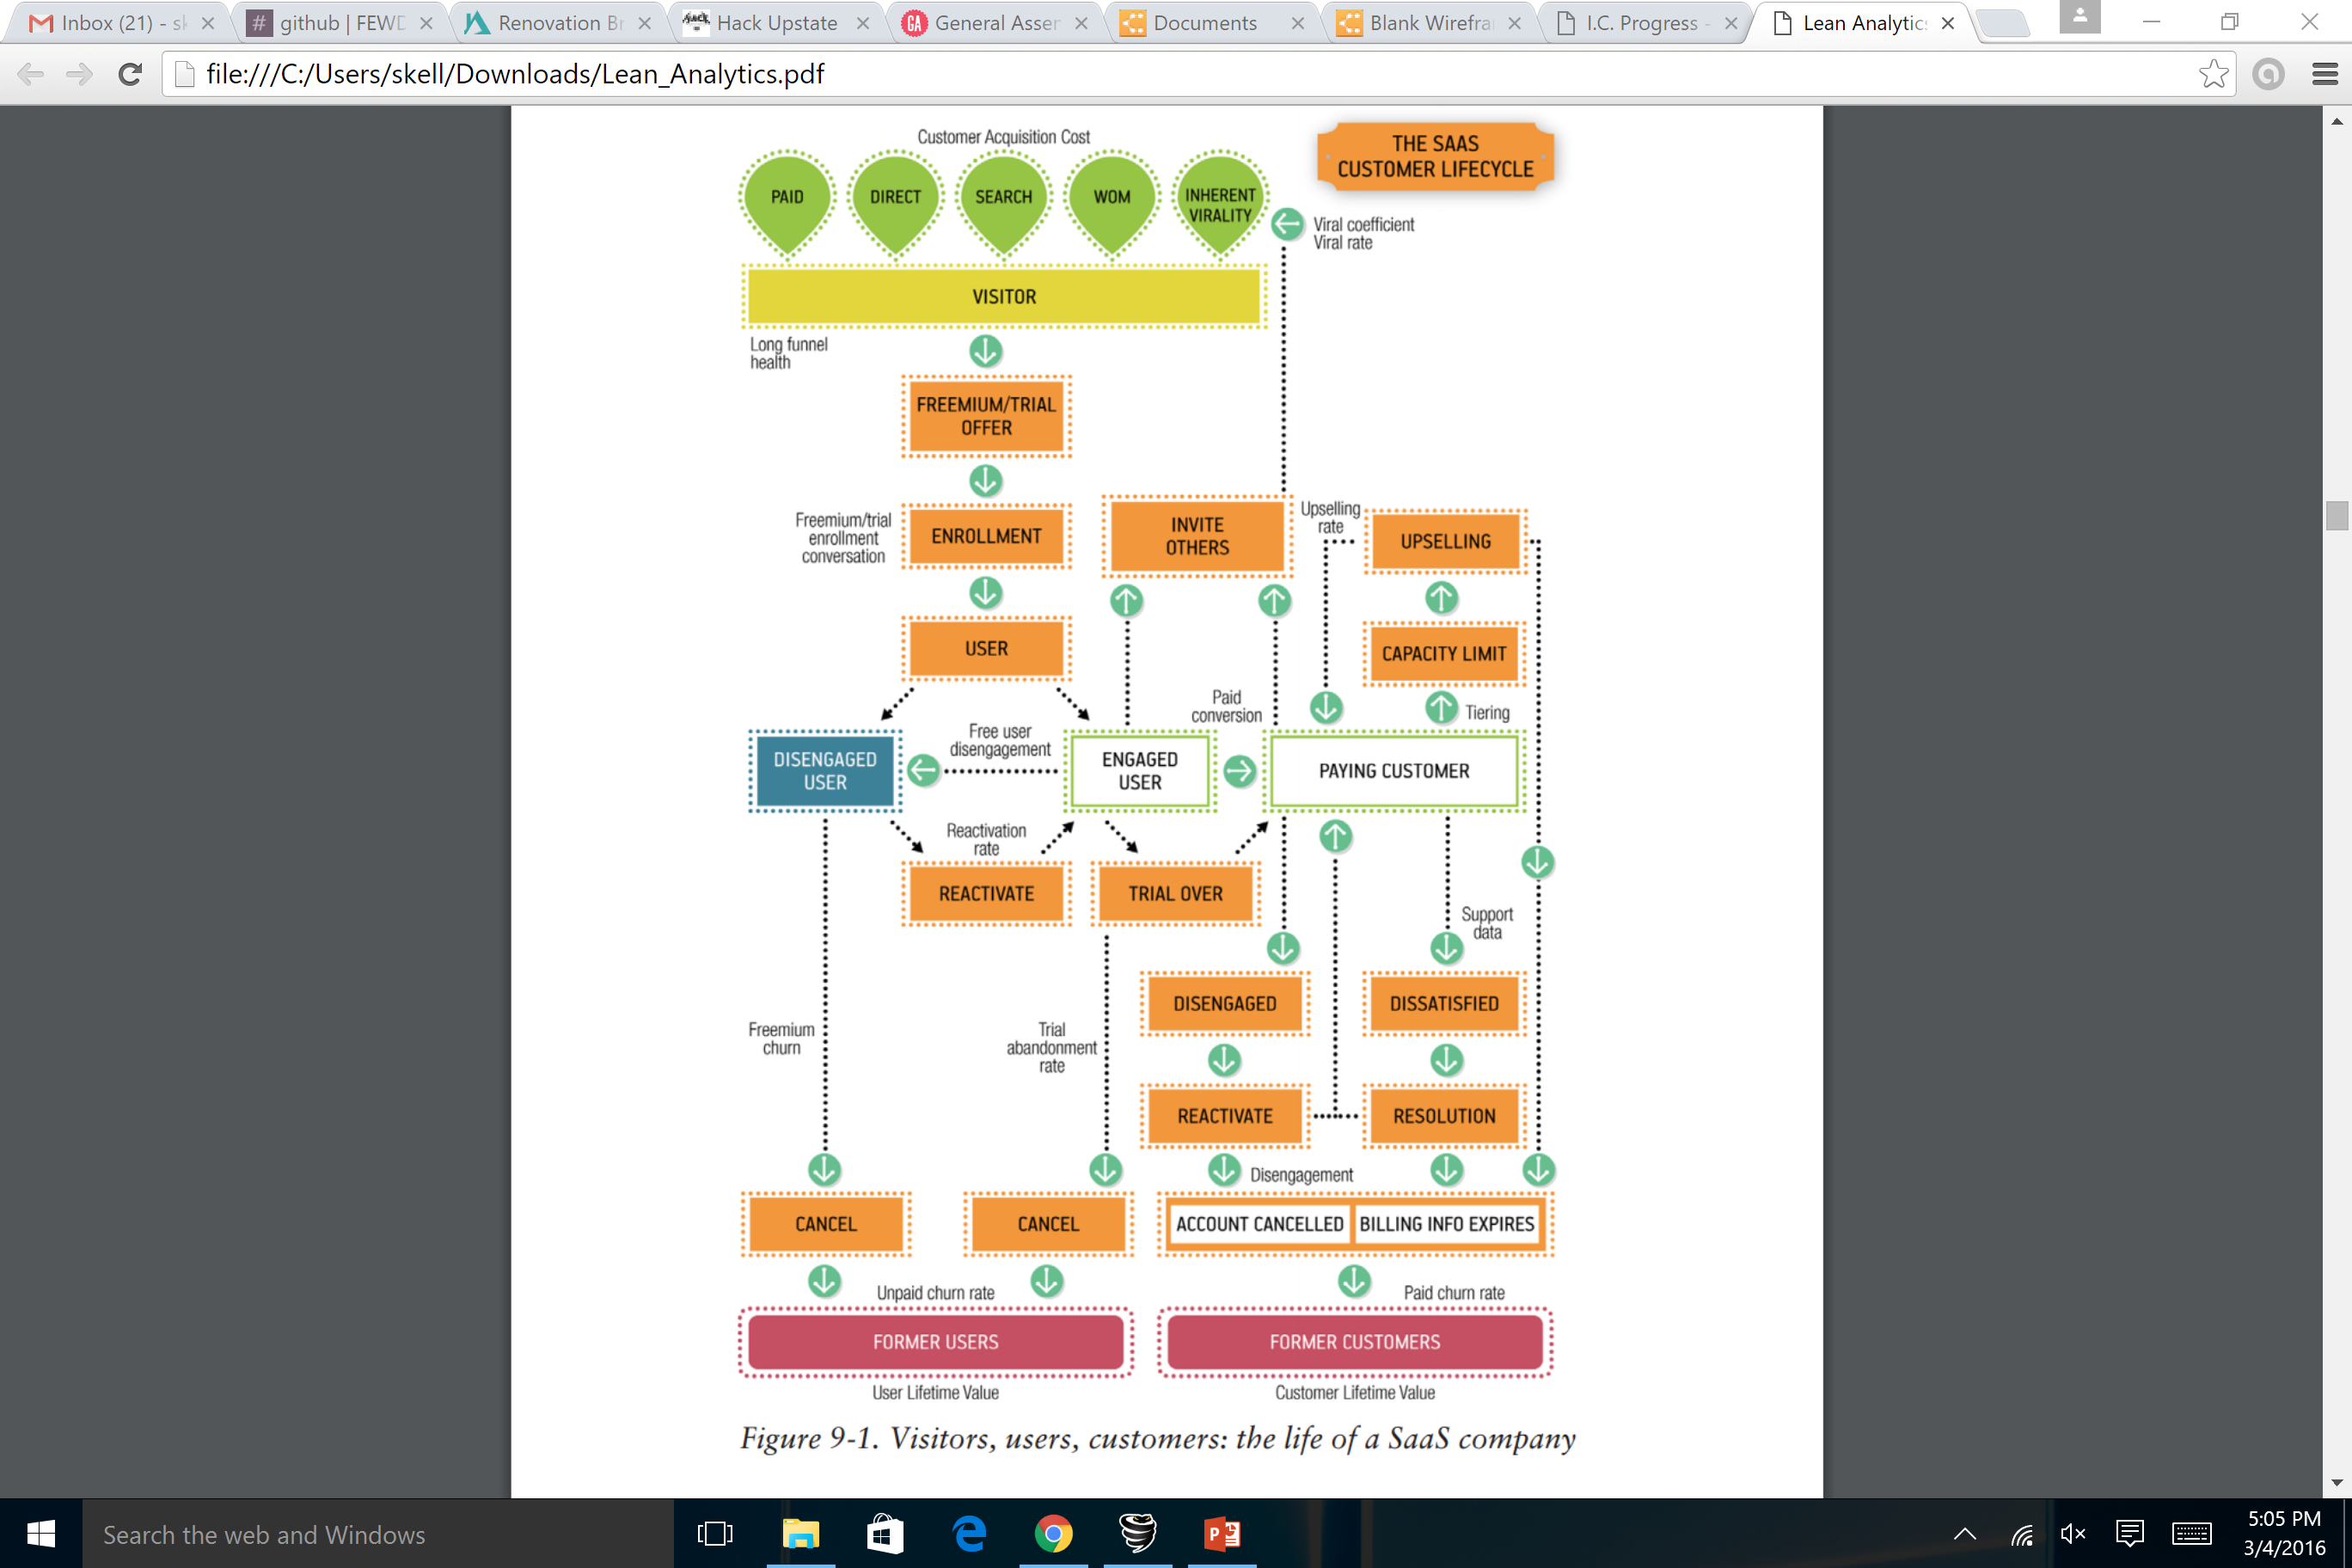 Inbox (21) - sk
github | FEWD
Renovation Br
Hack Upstate
General Assem
Documents
Blank Wirefra
I.C. Progress -
Lean Analytics
file:///C:/Users/skell/Downloads/Lean_Analytics.pdf
Customer Acquisition Cost
THE SAAS
CUSTOMER LIFECYCLE
PAID
DIRECT
SEARCH
WOM
INHERENT
VIRALITY
Viral coefficient
Viral rate
VISITOR
Long funnel
health
FREEMIUM/TRIAL
OFFER
Freemium/trial
enrollment
conversation
ENROLLMENT
INVITE
OTHERS
Upselling
rate
UPSELLING
USER
CAPACITY LIMIT
Paid
conversion
Tiering
DISENGAGED
USER
Free user
disengagement
ENGAGED
USER
PAYING CUSTOMER
Reactivation
rate
REACTIVATE
TRIAL OVER
Support
data
DISENGAGED
DISSATISFIED
Freemium
churn
Trial
abandonment
rate
REACTIVATE
RESOLUTION
Disengagement
CANCEL
CANCEL
ACCOUNT CANCELLED
BILLING INFO EXPIRES
Unpaid churn rate
Paid churn rate
FORMER USERS
FORMER CUSTOMERS
User Lifetime Value
Customer Lifetime Value
Figure 9-1. Visitors, users, customers: the life of a SaaS company
Search the web and Windows
5:05 PM
3/4/2016